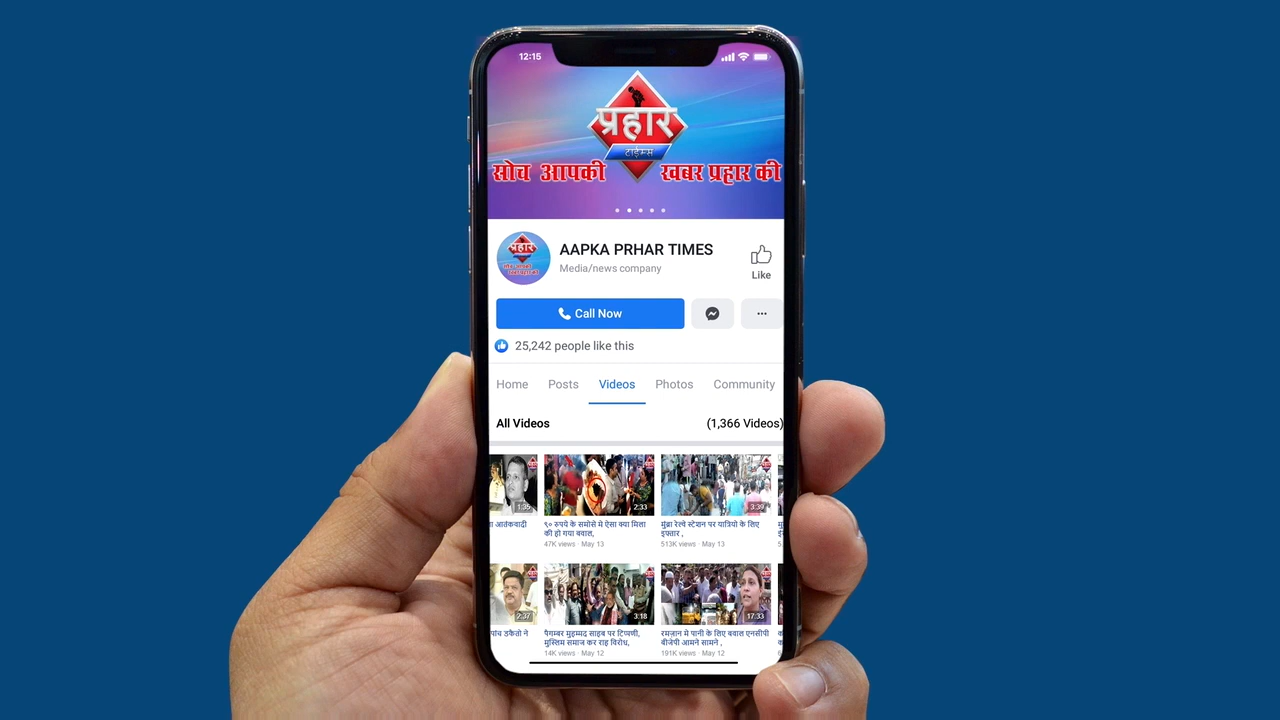 12:15
प्रहार
टाईम्स
सोच आपकी खबर प्रहार की
प्रहार
AAPKA PRHAR TIMES
Media/news company
Like
Call Now
25,242 people like this
Home Posts Videos Photos Community
All Videos (1,366 Videos)
1:35 2:33 3:39
ा आतंकवादी
१० रुपये के समोसे मे ऐसा क्या मिला
की हो गया बवाल,
47K views · May 13
मुंब्रा रेल्वे स्टेशन पर यात्रियो के लिए
इफ्तार ,
513K views · May 13
2:37 3:18 17:33
पांच डकैतो ने
पैगम्बर मुहम्मद साहब पर टिप्पणी,
मुस्लिम समाज कर राह विरोध,
14K views · May 12
रमज़ान मे पानी के लिए बवाल एनसीपी
बीजेपी आमने सामने ,
191K views · May 12